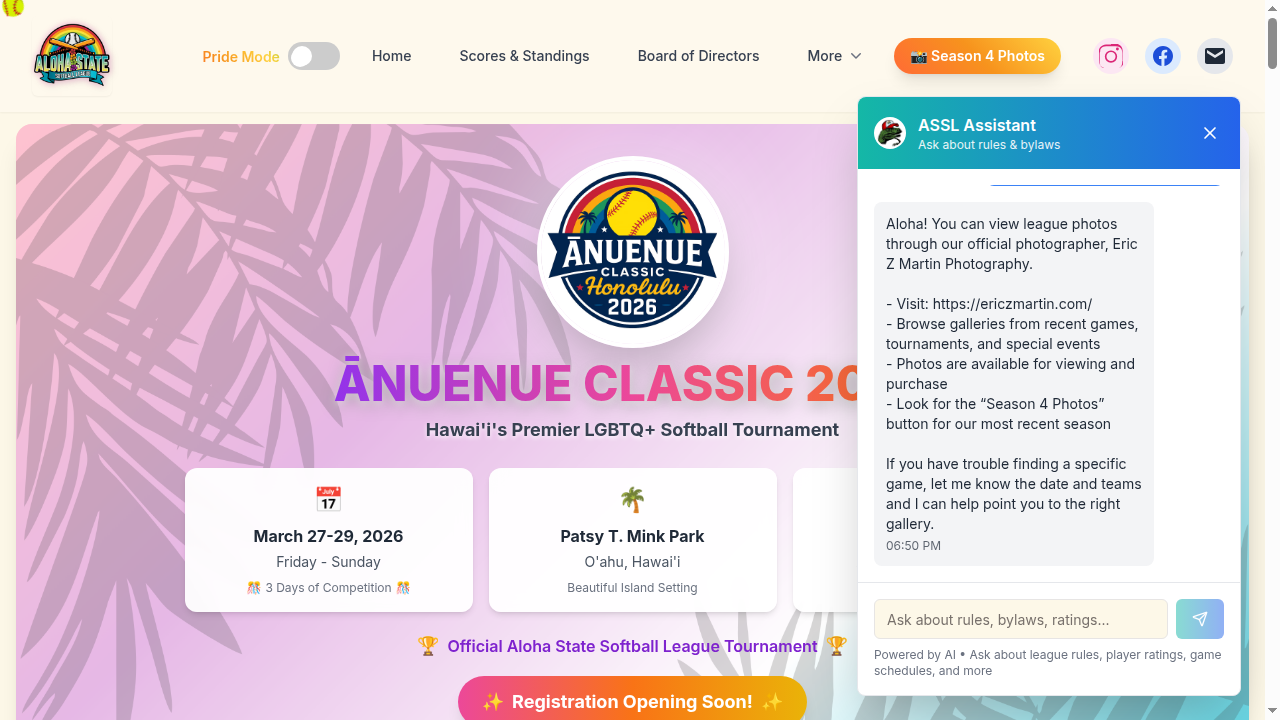 ALOHA STATE
Pride Mode
Home
Scores & Standings
Board of Directors
More
📸 Season 4 Photos
ĀNUENUE
CLASSIC
Honolulu
2026
ĀNUENUE CLASSIC 20
Hawai'i's Premier LGBTQ+ Softball Tournament
March 27-29, 2026
Friday - Sunday
🎊 3 Days of Competition 🎊
Patsy T. Mink Park
O'ahu, Hawai'i
Beautiful Island Setting
🏆 Official Aloha State Softball League Tournament 🏆
✨ Registration Opening Soon! ✨
ASSL Assistant
Ask about rules & bylaws
Aloha! You can view league photos
through our official photographer, Eric
Z Martin Photography.
- Visit: https://ericzmartin.com/
- Browse galleries from recent games,
tournaments, and special events
- Photos are available for viewing and
purchase
- Look for the “Season 4 Photos”
button for our most recent season
If you have trouble finding a specific
game, let me know the date and teams
and I can help point you to the right
gallery.
06:50 PM
Ask about rules, bylaws, ratings...
Powered by AI • Ask about league rules, player ratings, game
schedules, and more